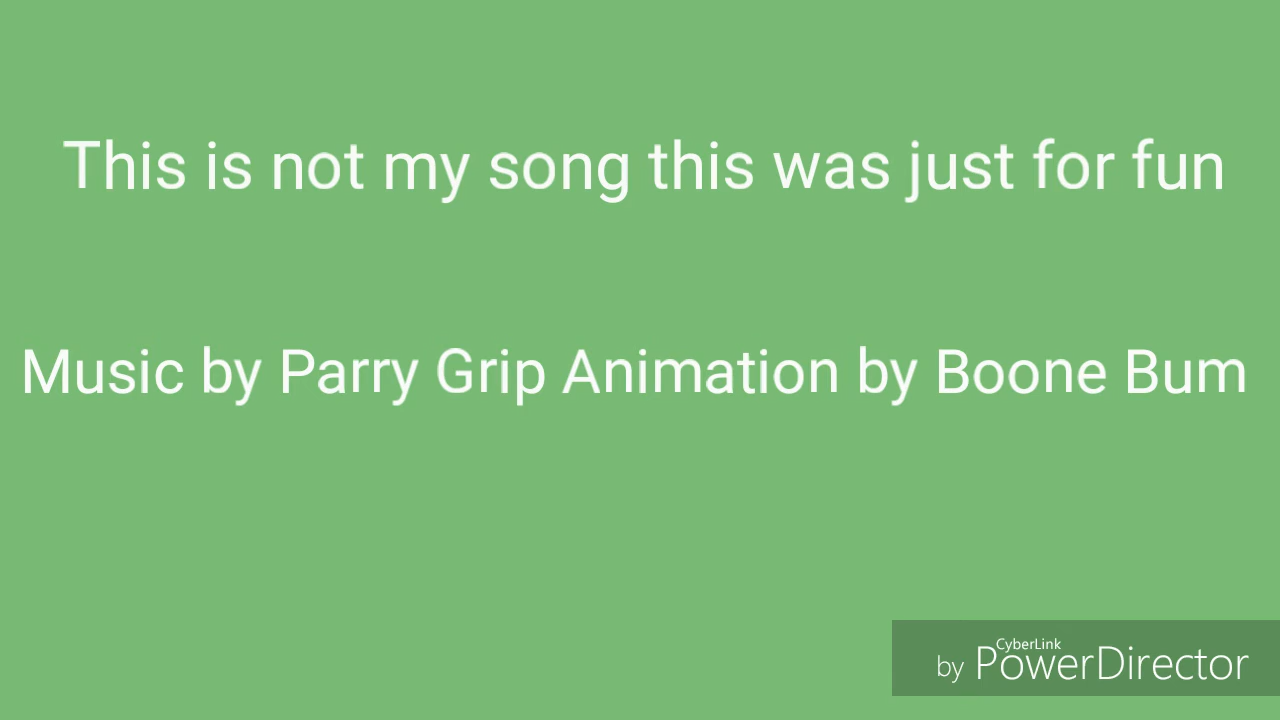 This is not my song this was just for fun
Music by Parry Grip Animation by Boone Bum
CyberLink
by PowerDirector